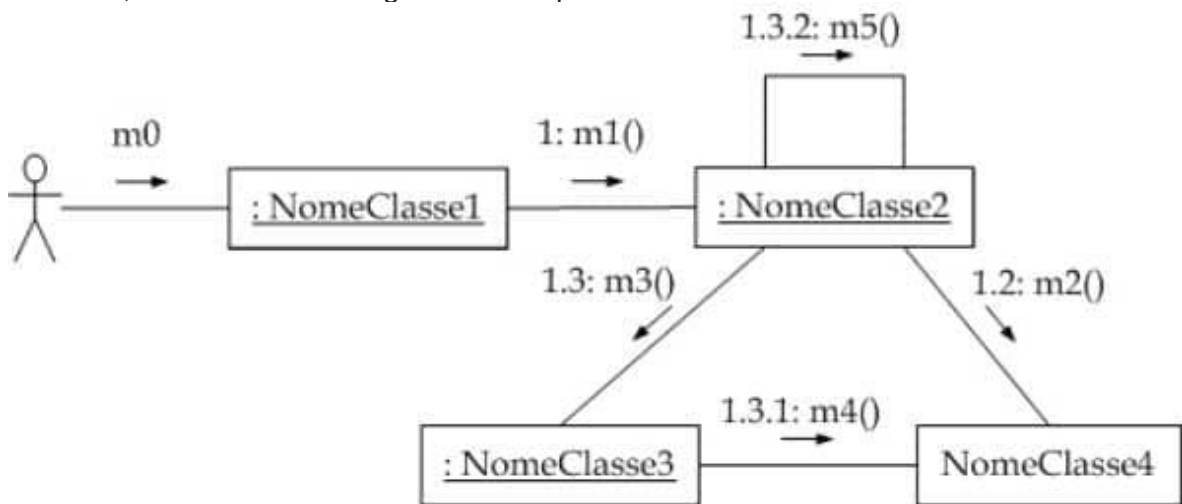 1.3.2: m5()
m0
1: m1()
: NomeClasse1
: NomeClasse2
1.3: m3()
1.2: m2()
1.3.1: m4()
: NomeClasse3
NomeClasse4